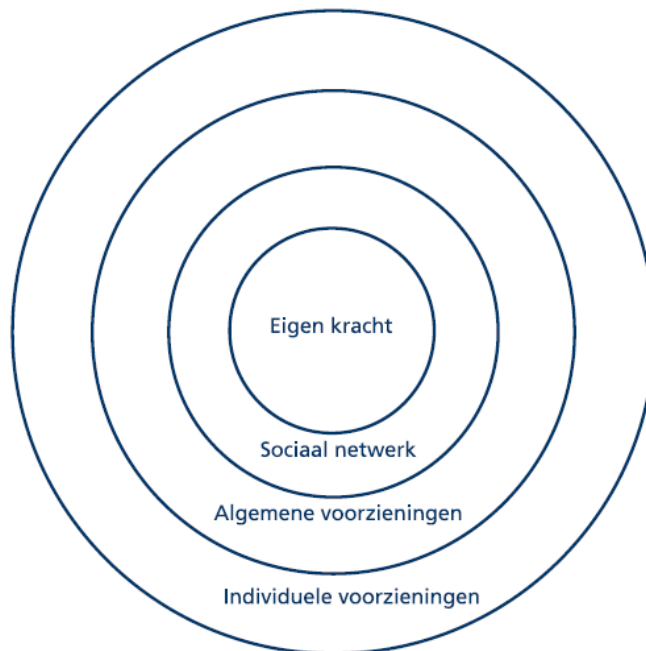 Eigen kracht
Sociaal netwerk
Algemene voorzieningen
Individuele voorzieningen